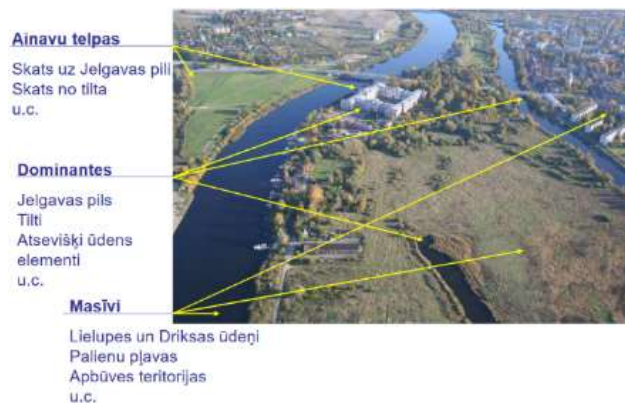 Ainavu telpas
Skats uz Jelgavas pili
Skats no tilta
u.c.
Dominantes
Jelgavas pils
Tilti
Atsevišķi ūdens
elementi
u.c.
Masīvi
Lielupes un Driksas ūdeņi
Palienu pļavas
Apbūves teritorijas
u.c.